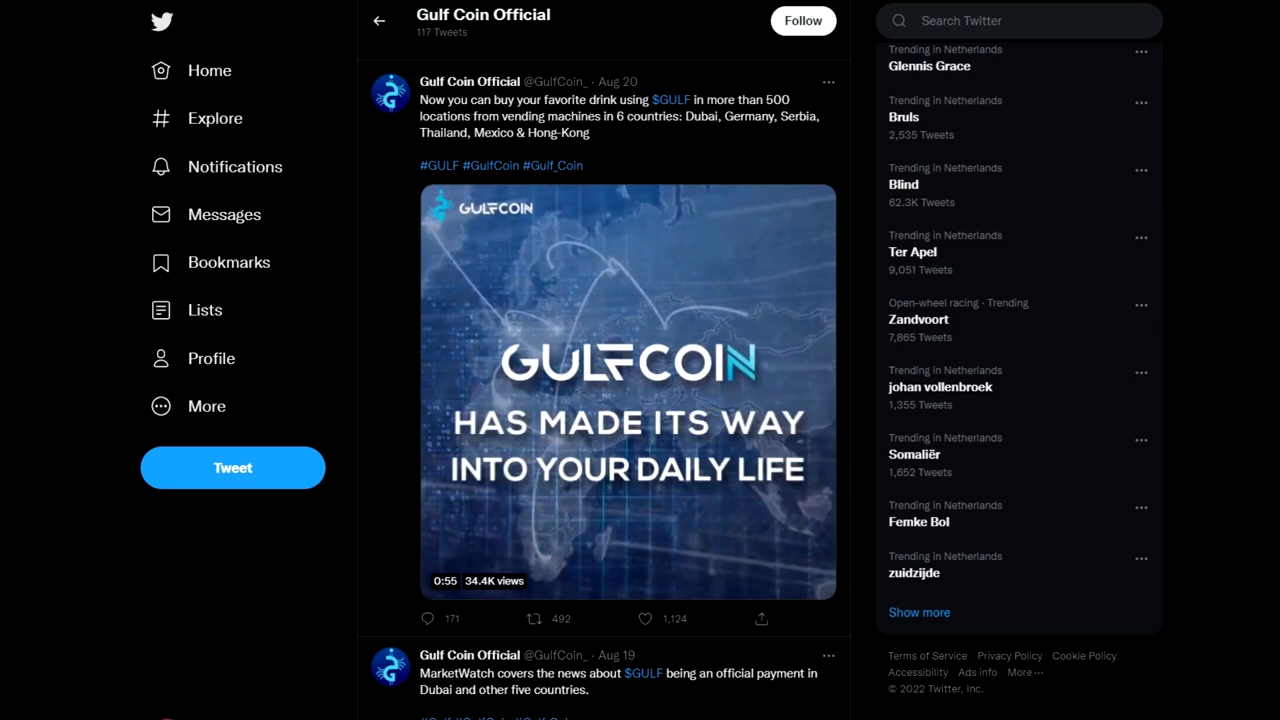 Home
Explore
Notifications
Messages
Bookmarks
Lists
Profile
More
Tweet
Gulf Coin Official
117 Tweets
Follow
Gulf Coin Official @GulfCoin_ · Aug 20
Now you can buy your favorite drink using $GULF in more than 500
locations from vending machines in 6 countries: Dubai, Germany, Serbia,
Thailand, Mexico & Hong-Kong
#GULF #GulfCoin #Gulf_Coin
GULFCOIN
GULFCOIN
HAS MADE ITS WAY
INTO YOUR DAILY LIFE
0:55 34.4K views
171 492 1,124
Gulf Coin Official @GulfCoin_ · Aug 19
MarketWatch covers the news about $GULF being an official payment in
Dubai and other five countries.
Search Twitter
Trending in Netherlands
Glennis Grace
Trending in Netherlands
Bruls
2,535 Tweets
Trending in Netherlands
Blind
62.3K Tweets
Trending in Netherlands
Ter Apel
9,051 Tweets
Open-wheel racing · Trending
Zandvoort
7,865 Tweets
Trending in Netherlands
johan vollenbroek
1,355 Tweets
Trending in Netherlands
Somaliër
1,652 Tweets
Trending in Netherlands
Femke Bol
Trending in Netherlands
zuidzijde
Show more
Terms of Service Privacy Policy Cookie Policy
Accessibility Ads info More ···
© 2022 Twitter, Inc.